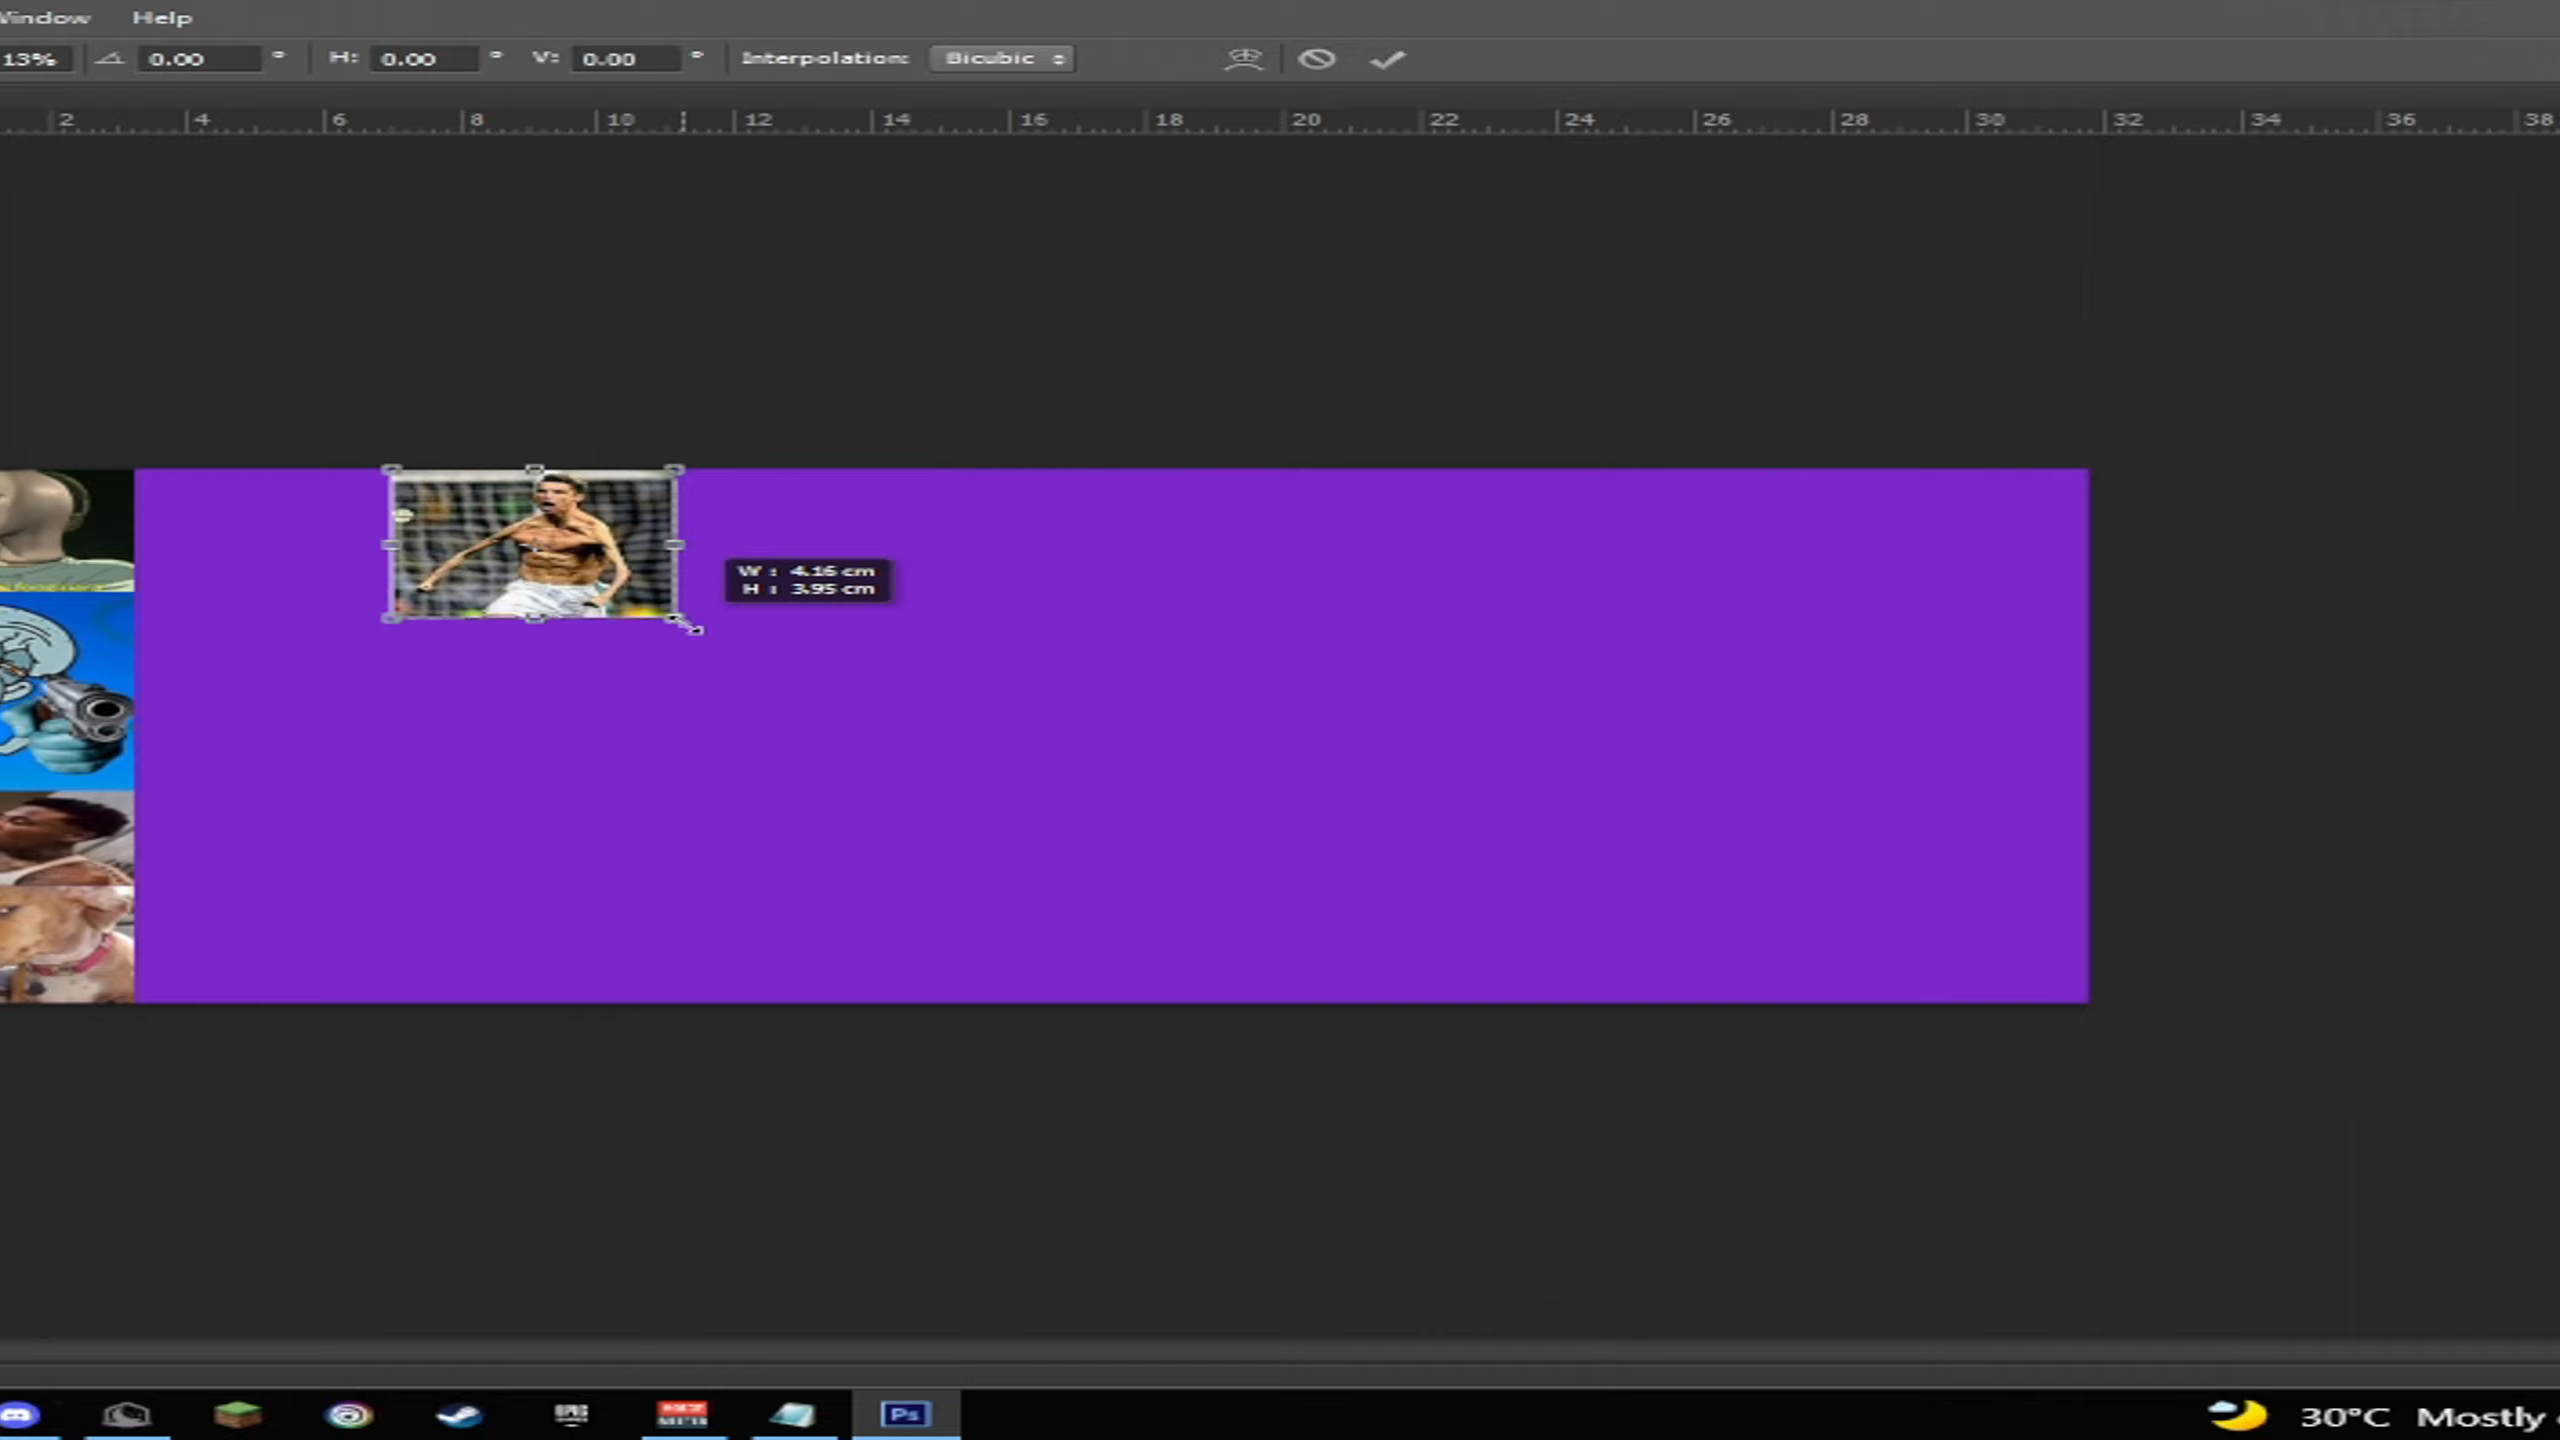 Window Help
13% 0.00 ° H: 0.00 ° V: 0.00 ° Interpolation: Bicubic
2 4 6 8 10 12 14 16 18 20 22 24 26 28 30 32 34 36 38
W : 4.16 cm
H : 3.95 cm
EPIC
Ps
30°C Mostly